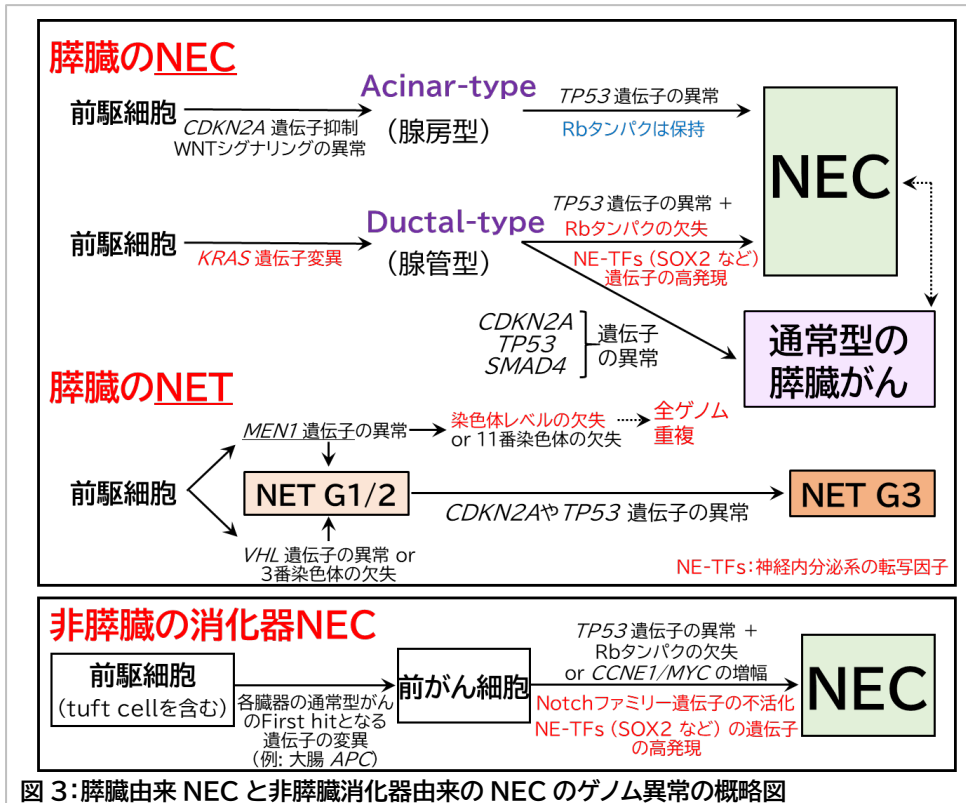 膵臓のNEC
前駆細胞
CDKN2A 遺伝子抑制
WNTシグナリングの異常
Acinar-type
(腺房型)
TP53 遺伝子の異常
Rbタンパクは保持
NEC
前駆細胞
KRAS 遺伝子変異
Ductal-type
(腺管型)
TP53 遺伝子の異常 +
Rbタンパクの欠失
NE-TFs (SOX2 など)
遺伝子の高発現
CDKN2A
TP53
SMAD4
遺伝子
の異常
通常型の
膵臓がん
膵臓のNET
前駆細胞
MEN1 遺伝子の異常
染色体レベルの欠失
or 11番染色体の欠失
全ゲノム
重複
NET G1/2
CDKN2AやTP53 遺伝子の異常
NET G3
VHL 遺伝子の異常 or
3番染色体の欠失
NE-TFs:神経内分泌系の転写因子
非膵臓の消化器NEC
前駆細胞
(tuft cellを含む)
各臓器の通常型がん
のFirst hitとなる
遺伝子の変異
(例: 大腸 APC)
前がん細胞
TP53 遺伝子の異常 +
Rbタンパクの欠失
or CCNE1/MYC の増幅
Notchファミリー遺伝子の不活化
NE-TFs (SOX2 など) の遺伝子
の高発現
NEC
図 3:膵臓由来 NEC と非膵臓消化器由来の NEC のゲノム異常の概略図